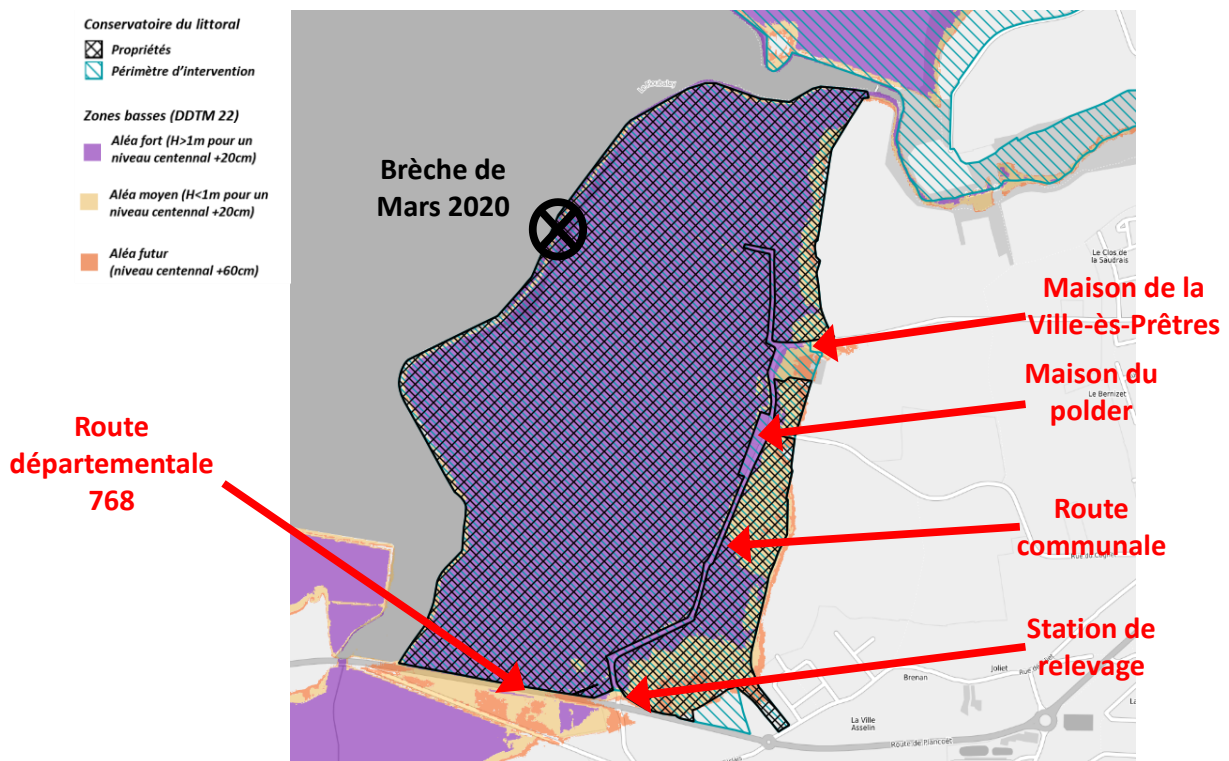 Conservatoire du littoral
Propriétés
Périmètre d'intervention
Zones basses (DDTM 22)
Aléa fort (H>1m pour un
niveau centennal +20cm)
Aléa moyen (H<1m pour un
niveau centennal +20cm)
Aléa futur
(niveau centennal +60cm)
Brèche de
Mars 2020
Le Clos de
la Saudrais
Maison de la
Ville-ès-Prêtres
Maison du
polder
Le Bernizet
Route
départementale
768
Route
communale
Station de
relevage
Joliet
Brenan
La Ville
Asselin
Route de Plancoët